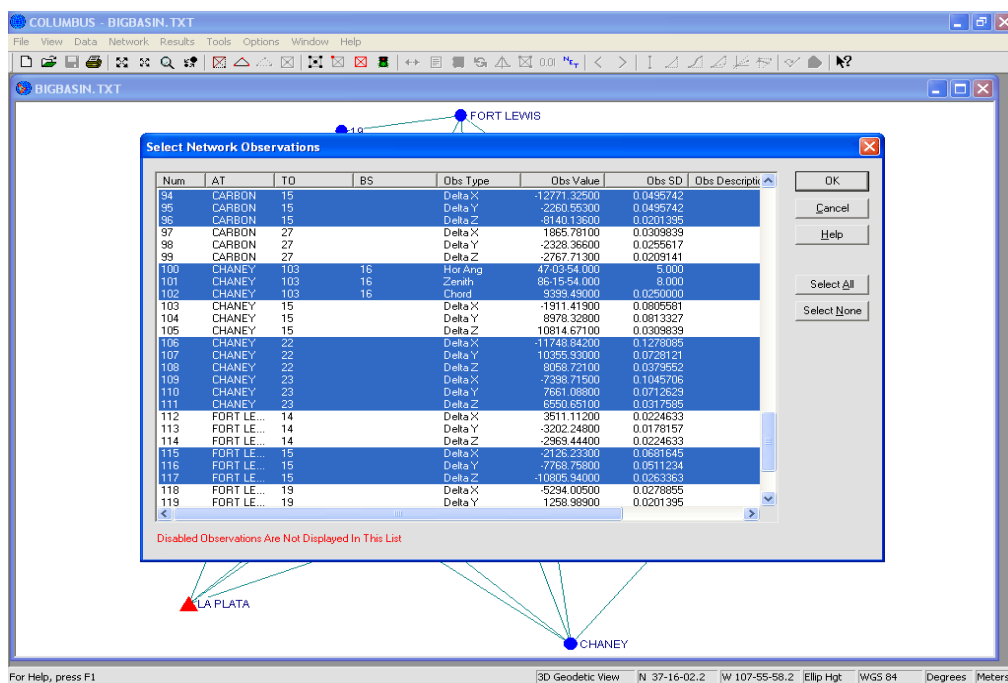 COLUMBUS - BIGBASIN.TXT
File View Data Network Results Tools Options Window Help
0.01 N E T
BIGBASIN.TXT
FORT LEWIS
19
Select Network Observations
Num AT TO BS Obs Type Obs Value Obs SD Obs Descriptic
94 CARBON 15 Delta X -12771.32500 0.0495742
95 CARBON 15 Delta Y -2260.55300 0.0495742
96 CARBON 15 Delta Z -8140.13600 0.0201395
97 CARBON 27 Delta X 1865.78100 0.0309839
98 CARBON 27 Delta Y -2328.36600 0.0255617
99 CARBON 27 Delta Z -2767.71300 0.0209141
100 CHANEY 103 16 Hor Ang 47-03-54.000 5.000
101 CHANEY 103 16 Zenith 86-15-54.000 8.000
102 CHANEY 103 16 Chord 9399.49000 0.0250000
103 CHANEY 15 Delta X -1911.41900 0.0805581
104 CHANEY 15 Delta Y 8978.32800 0.0813327
105 CHANEY 15 Delta Z 10814.67100 0.0309839
106 CHANEY 22 Delta X -11748.84200 0.1278085
107 CHANEY 22 Delta Y 10355.93000 0.0728121
108 CHANEY 22 Delta Z 8058.72100 0.0379552
109 CHANEY 23 Delta X -7398.71500 0.1045706
110 CHANEY 23 Delta Y 7661.08800 0.0712629
111 CHANEY 23 Delta Z 6550.65100 0.0317585
112 FORT LE... 14 Delta X 3511.11200 0.0224633
113 FORT LE... 14 Delta Y -3202.24800 0.0178157
114 FORT LE... 14 Delta Z -2969.44400 0.0224633
115 FORT LE... 15 Delta X -2126.23300 0.0681645
116 FORT LE... 15 Delta Y -7768.75800 0.0511234
117 FORT LE... 15 Delta Z -10805.94000 0.0263363
118 FORT LE... 19 Delta X -5294.00500 0.0278855
119 FORT LE... 19 Delta Y 1258.98900 0.0201395
OK
Cancel
Help
Select All
Select None
Disabled Observations Are Not Displayed In This List
LA PLATA
CHANEY
For Help, press F1 3D Geodetic View N 37-16-02.2 W 107-55-58.2 Ellip Hgt WGS 84 Degrees Meters